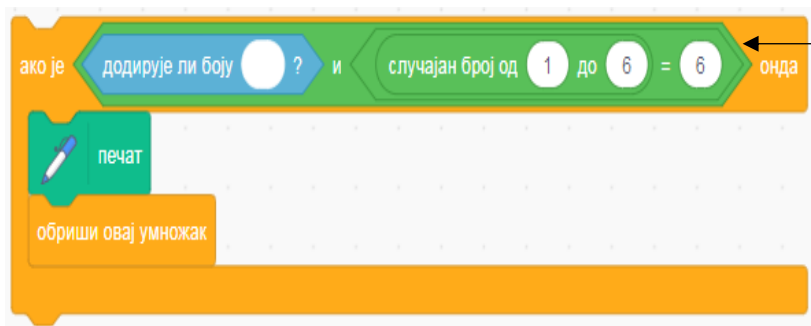 ако је додирује ли боју ? и случајан број од 1 до 6 = 6 онда
печат
обриши овај умножак